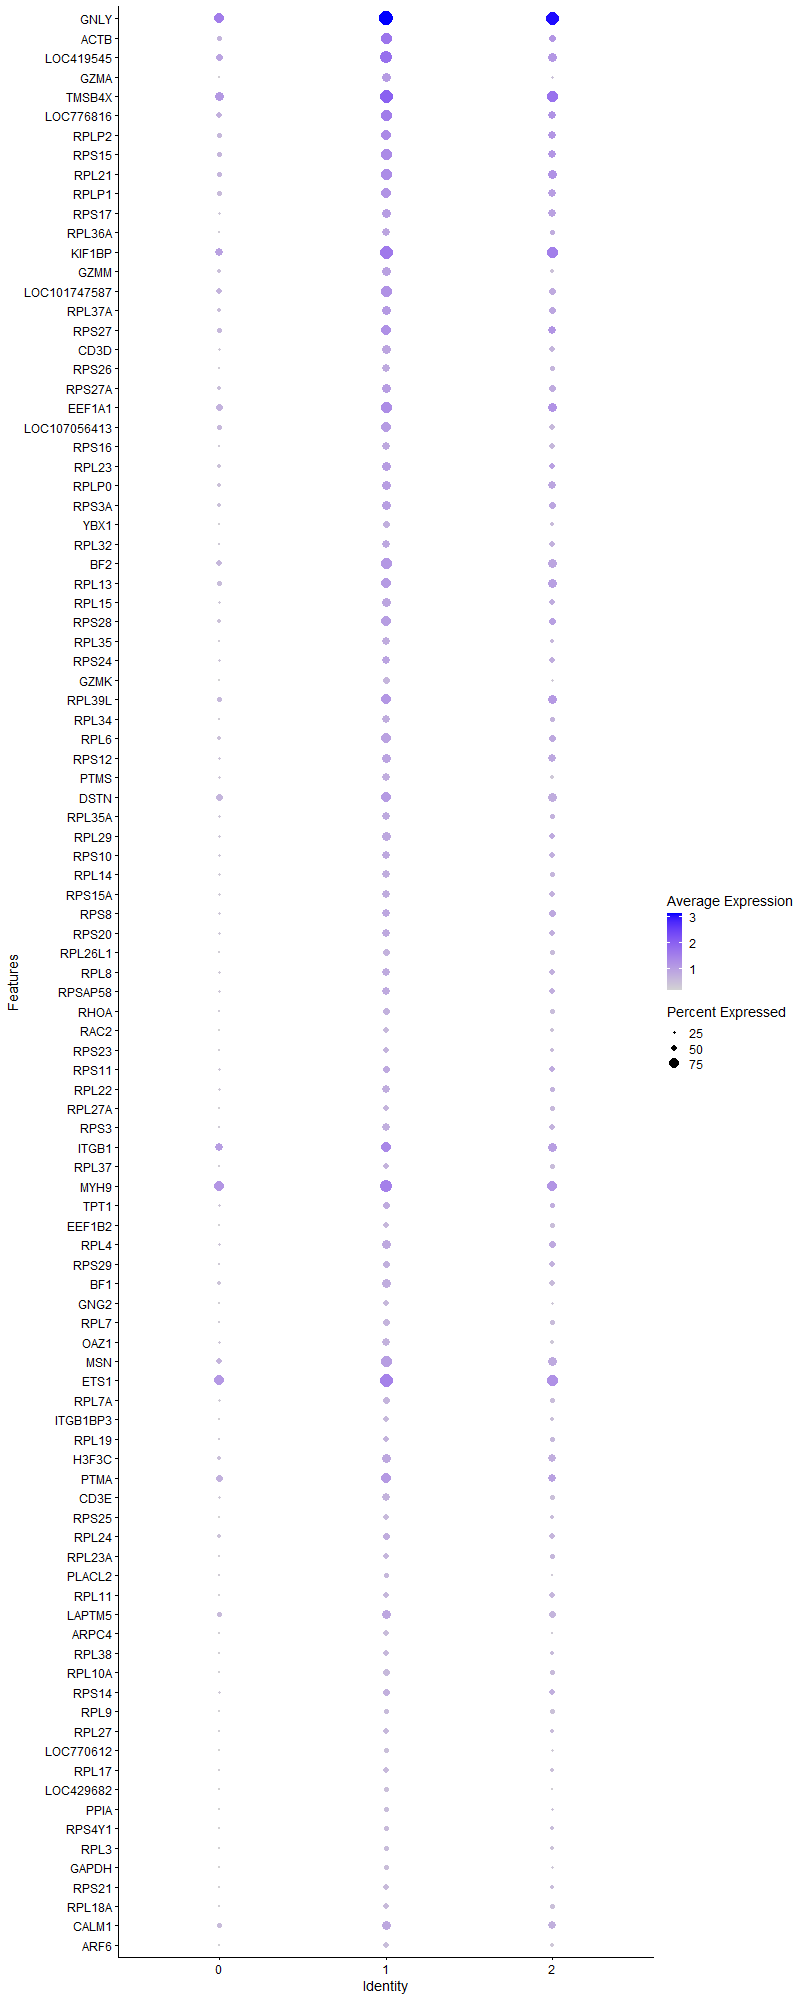 GNLY
ACTB
LOC419545
GZMA
TMSB4X
LOC776816
RPLP2
RPS15
RPL21
RPLP1
RPS17
RPL36A
KIF1BP
GZMM
LOC101747587
RPL37A
RPS27
CD3D
RPS26
RPS27A
EEF1A1
LOC107056413
RPS16
RPL23
RPLP0
RPS3A
YBX1
RPL32
BF2
RPL13
RPL15
RPS28
RPL35
RPS24
GZMK
RPL39L
RPL34
RPL6
RPS12
PTMS
DSTN
RPL35A
RPL29
RPS10
RPL14
RPS15A
RPS8
RPS20
RPL26L1
RPL8
RPSAP58
RHOA
RAC2
RPS23
RPS11
RPL22
RPL27A
RPS3
ITGB1
RPL37
MYH9
TPT1
EEF1B2
RPL4
RPS29
BF1
GNG2
RPL7
OAZ1
MSN
ETS1
RPL7A
ITGB1BP3
RPL19
H3F3C
PTMA
CD3E
RPS25
RPL24
RPL23A
PLACL2
RPL11
LAPTM5
ARPC4
RPL38
RPL10A
RPS14
RPL9
RPL27
LOC770612
RPL17
LOC429682
PPIA
RPS4Y1
RPL3
GAPDH
RPS21
RPL18A
CALM1
ARF6
Features
0 1 2
Identity
Average Expression
3
2
1
Percent Expressed
25
50
75